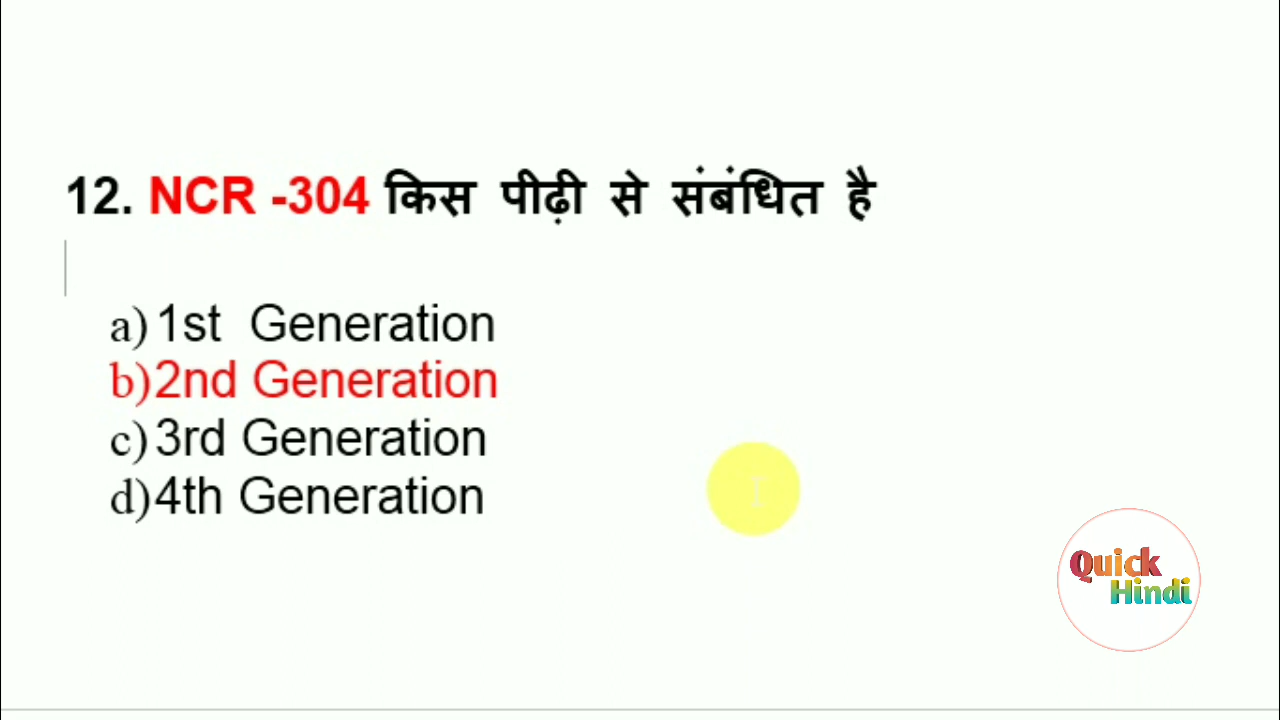 12. NCR -304 किस पीढ़ी से संबंधित है
a) 1st Generation
b) 2nd Generation
c) 3rd Generation
d) 4th Generation
Quick
Hindi